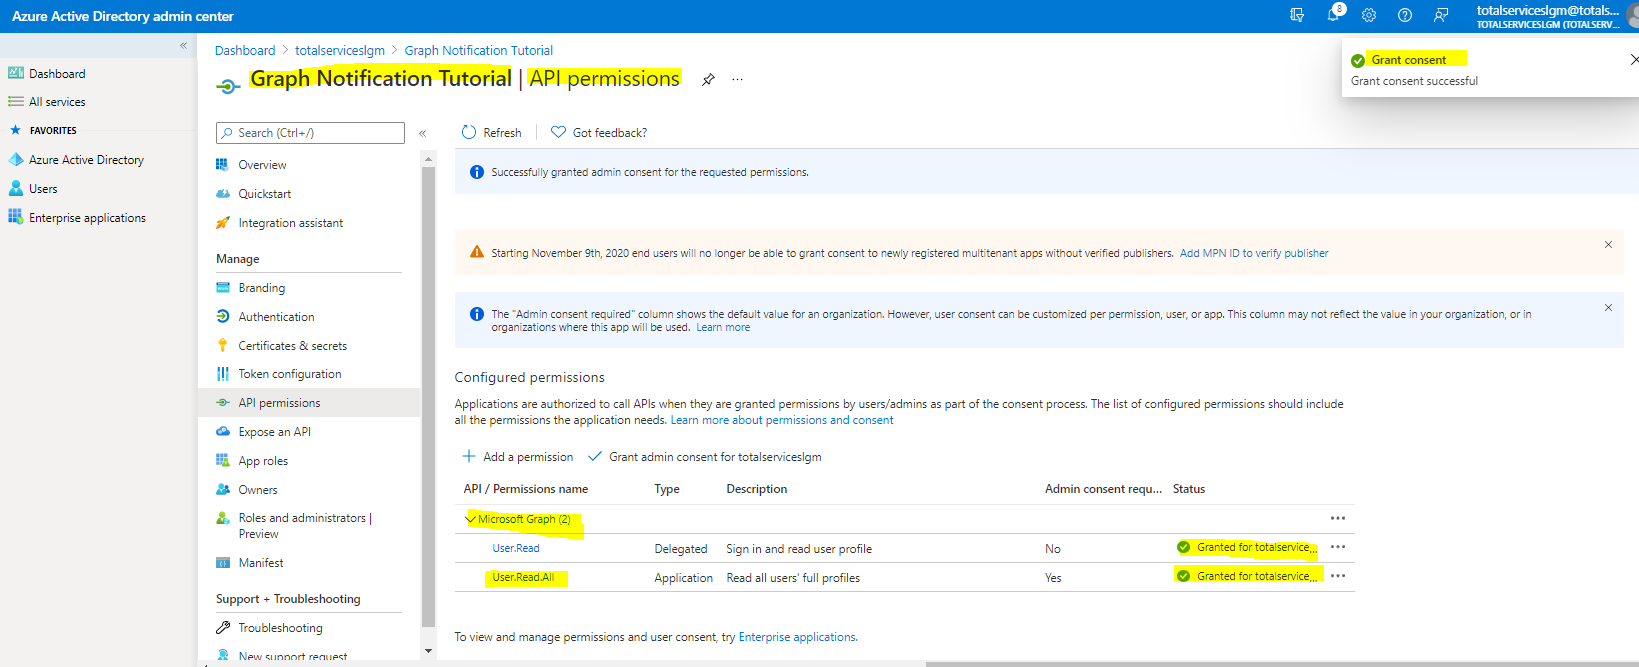 Azure Active Directory admin center
8
totalserviceslgm@totals...
TOTALSERVICESLGM (TOTALSERV...
«
Dashboard
All services
FAVORITES
Azure Active Directory
Users
Enterprise applications
Dashboard > totalserviceslgm > Graph Notification Tutorial
Graph Notification Tutorial | API permissions
...
Grant consent
Grant consent successful
Search (Ctrl+/)
«
Overview
Quickstart
Integration assistant
Manage
Branding
Authentication
Certificates & secrets
Token configuration
API permissions
Expose an API
App roles
Owners
Roles and administrators |
Preview
Manifest
Support + Troubleshooting
Troubleshooting
New support request
Refresh
Got feedback?
Successfully granted admin consent for the requested permissions.
Starting November 9th, 2020 end users will no longer be able to grant consent to newly registered multitenant apps without verified publishers. Add MPN ID to verify publisher
The "Admin consent required" column shows the default value for an organization. However, user consent can be customized per permission, user, or app. This column may not reflect the value in your organization, or in
organizations where this app will be used. Learn more
Configured permissions
Applications are authorized to call APIs when they are granted permissions by users/admins as part of the consent process. The list of configured permissions should include
all the permissions the application needs. Learn more about permissions and consent
Add a permission
Grant admin consent for totalserviceslgm
API / Permissions name Type Description Admin consent requ... Status
Microsoft Graph (2) ...
User.Read Delegated Sign in and read user profile No Granted for totalservice... ...
User.Read.All Application Read all users' full profiles Yes Granted for totalservice... ...
To view and manage permissions and user consent, try Enterprise applications.